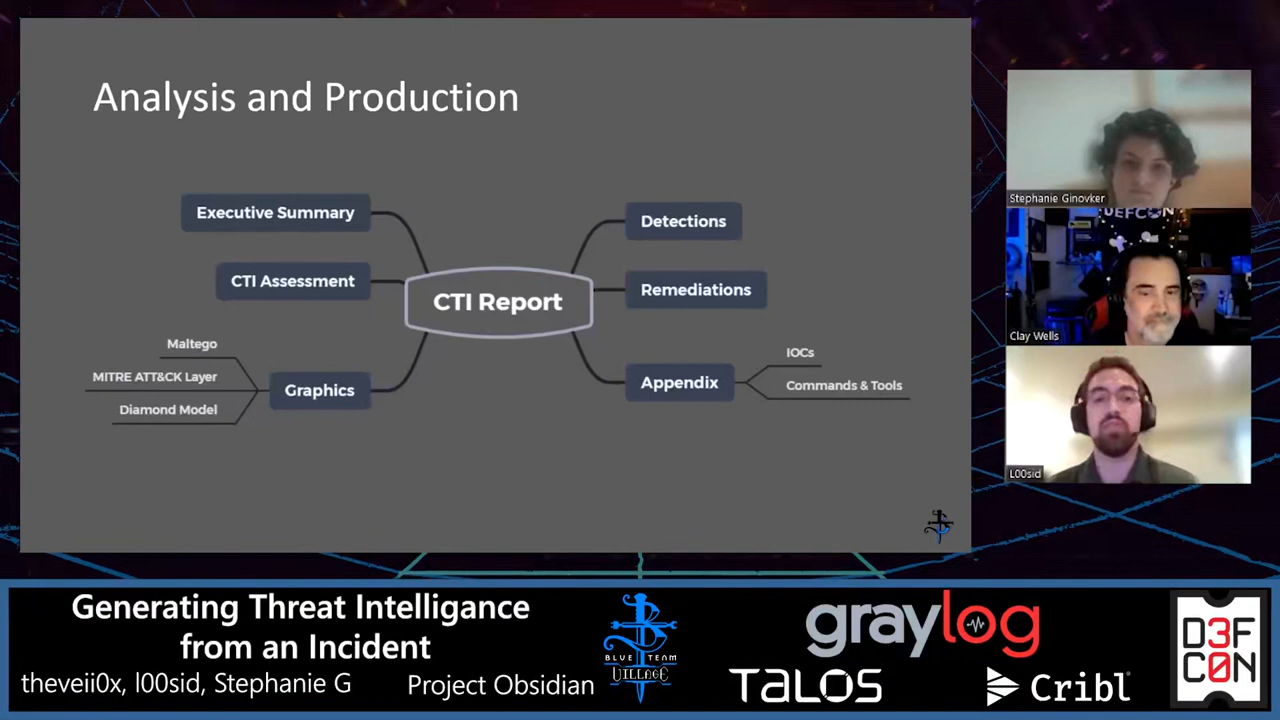 Analysis and Production
Executive Summary
CTI Assessment
Maltego
MITRE ATT&CK Layer
Diamond Model
Graphics
CTI Report
Detections
Remediations
Appendix
IOCs
Commands & Tools
Stephanie Ginovker
DEFCON
Clay Wells
L00sid
Generating Threat Intelligance
from an Incident
theveii0x, l00sid, Stephanie G
Project Obsidian
BLUE TEAM
VILLAGE
graylog
TALOS
Cribl
D3F
C0N